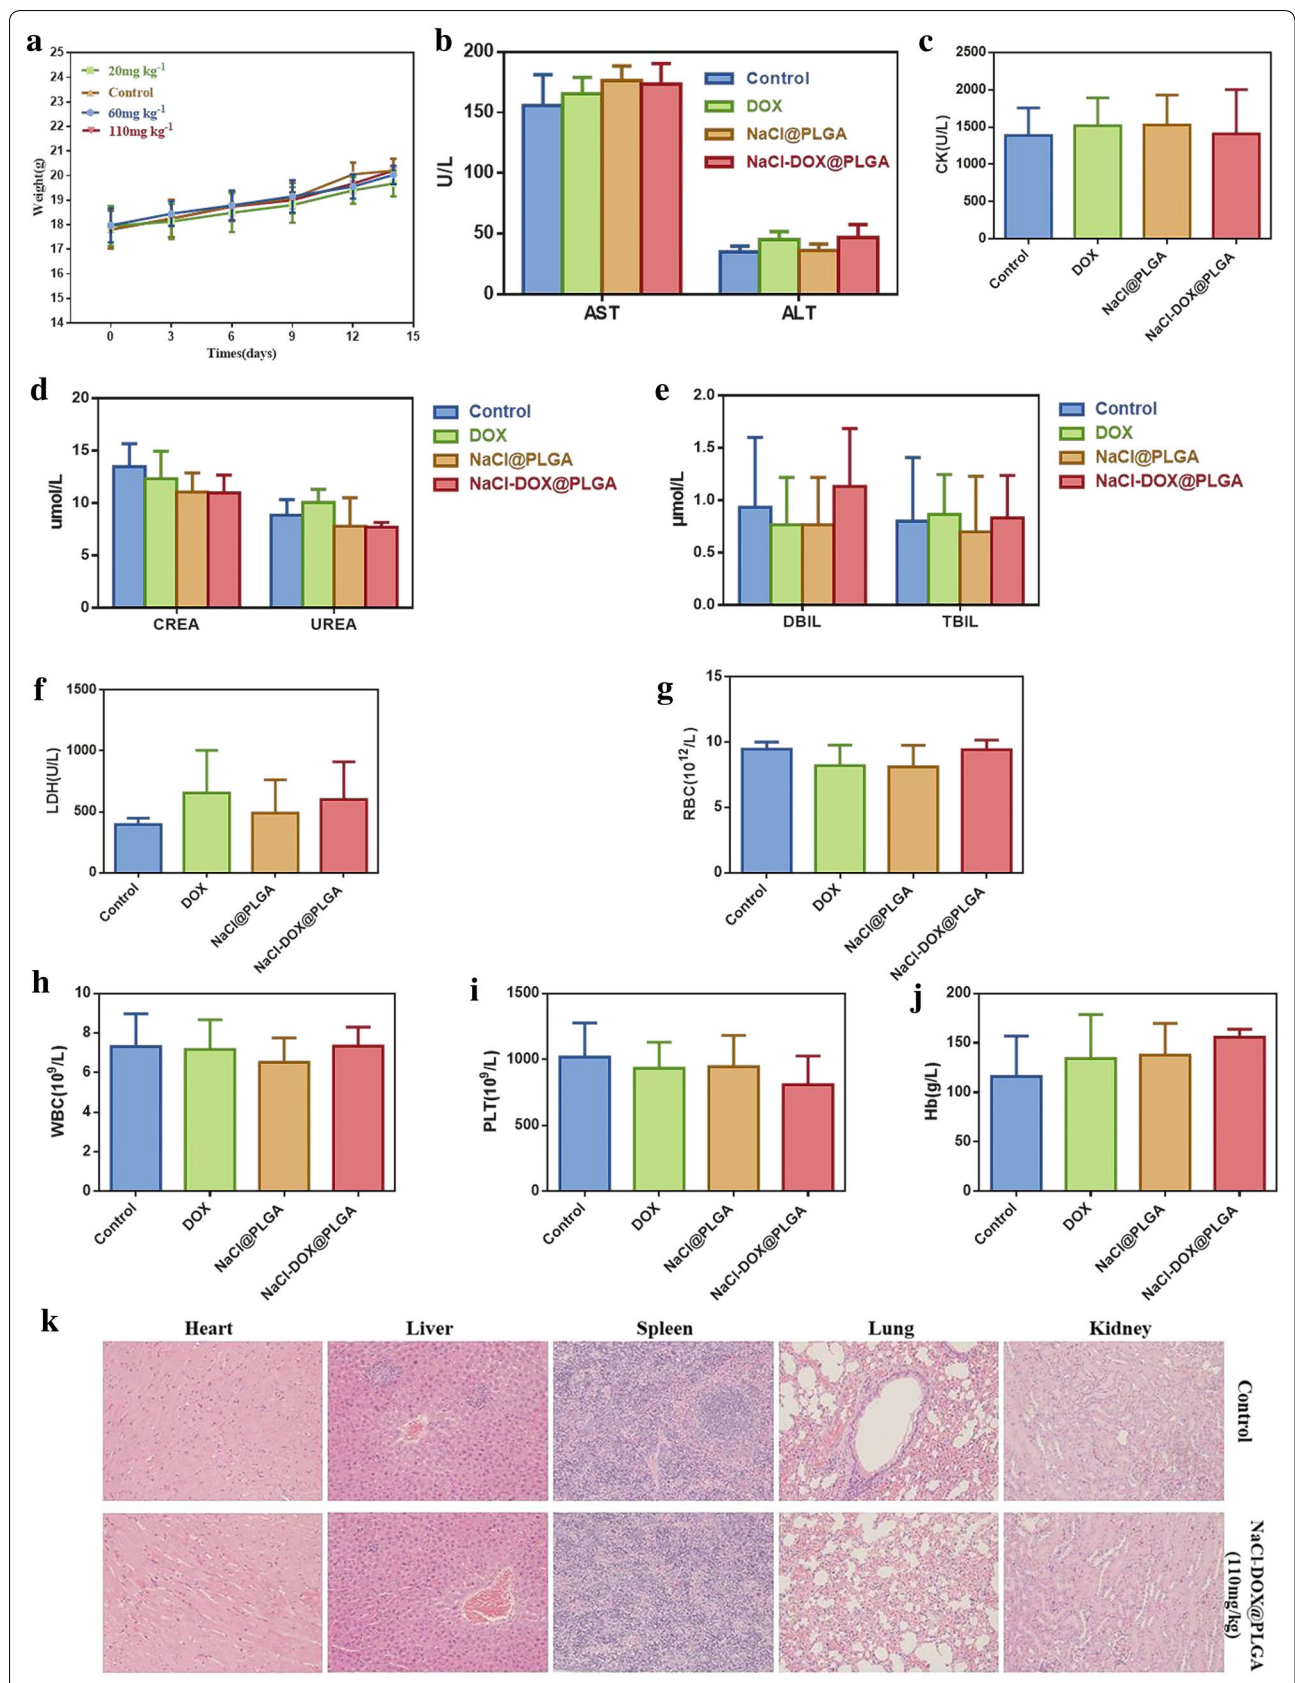 a
25
24
23
22
21
20
19
18
17
16
15
14
Weight(g)
20mg kg-1
Control
60mg kg-1
110mg kg-1
0 3 6 9 12 15
Times(days)
b
200
150
100
50
0
U/L
Control
DOX
NaCl@PLGA
NaCl-DOX@PLGA
AST ALT
c
2500
2000
1500
1000
500
0
CK(U/L)
Control
DOX
NaCl@PLGA
NaCl-DOX@PLGA
d
20
15
10
5
0
umol/L
CREA UREA
Control
DOX
NaCl@PLGA
NaCl-DOX@PLGA
e
2.0
1.5
1.0
0.5
0.0
μmol/L
DBIL TBIL
Control
DOX
NaCl@PLGA
NaCl-DOX@PLGA
f
1500
1000
500
0
LDH(U/L)
Control
DOX
NaCl@PLGA
NaCl-DOX@PLGA
g
15
10
5
0
RBC(10^12/L)
Control
DOX
NaCl@PLGA
NaCl-DOX@PLGA
h
10
8
6
4
2
0
WBC(10^9/L)
Control
DOX
NaCl@PLGA
NaCl-DOX@PLGA
i
1500
1000
500
0
PLT(10^9/L)
Control
DOX
NaCl@PLGA
NaCl-DOX@PLGA
j
200
150
100
50
0
Hb(g/L)
Control
DOX
NaCl@PLGA
NaCl-DOX@PLGA
k
Heart Liver Spleen Lung Kidney
Control
NaCl-DOX@PLGA
(110mg/kg)